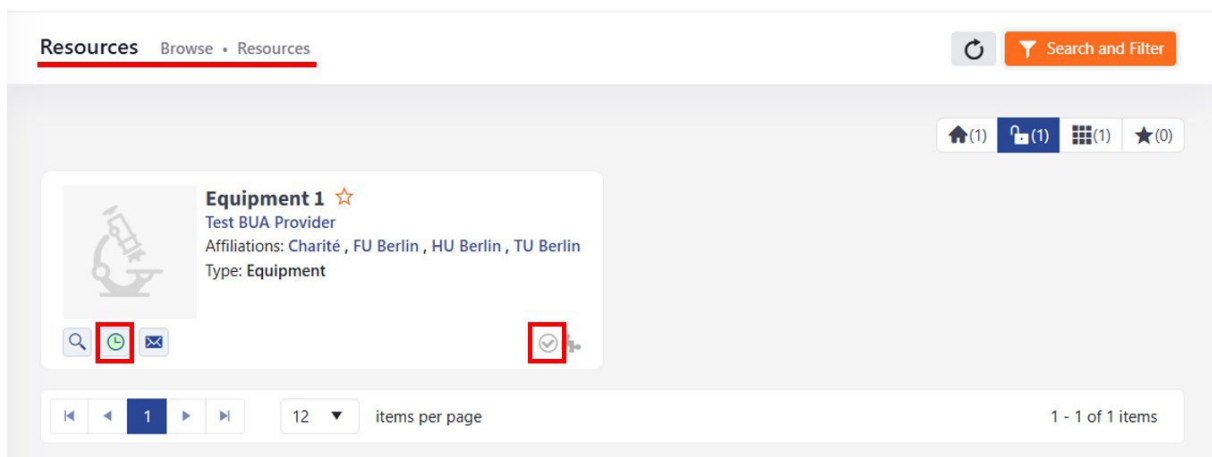 Resources Browse • Resources
Search and Filter
(1) (1) (1) (0)
Equipment 1
Test BUA Provider
Affiliations: Charité , FU Berlin , HU Berlin , TU Berlin
Type: Equipment
1 12 items per page 1 - 1 of 1 items